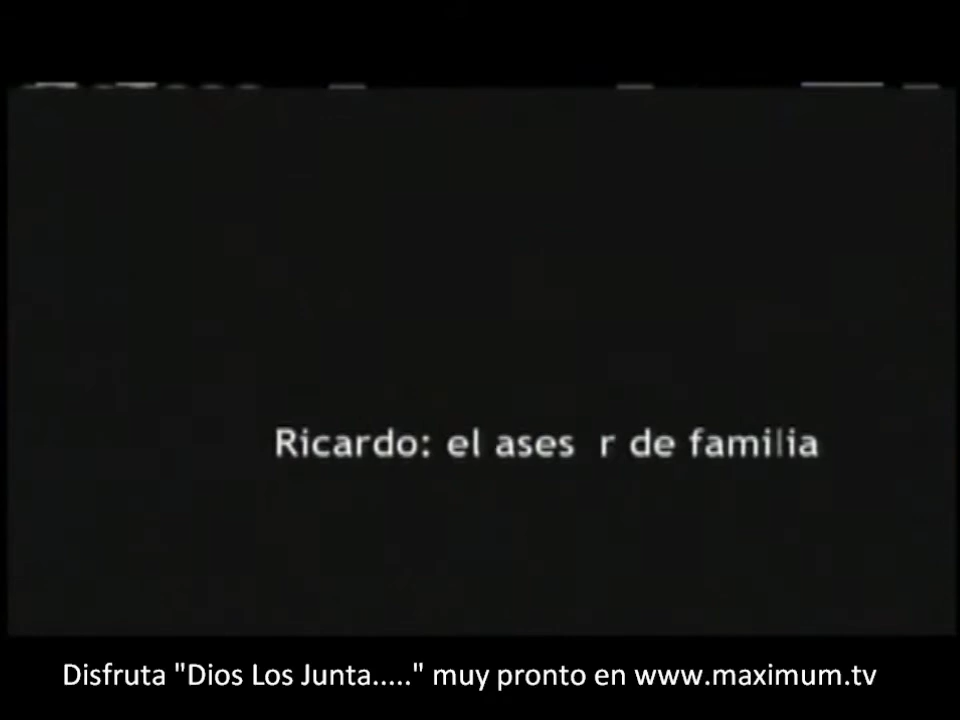 Ricardo: el ases r de familia
Disfruta "Dios Los Junta....." muy pronto en www.maximum.tv